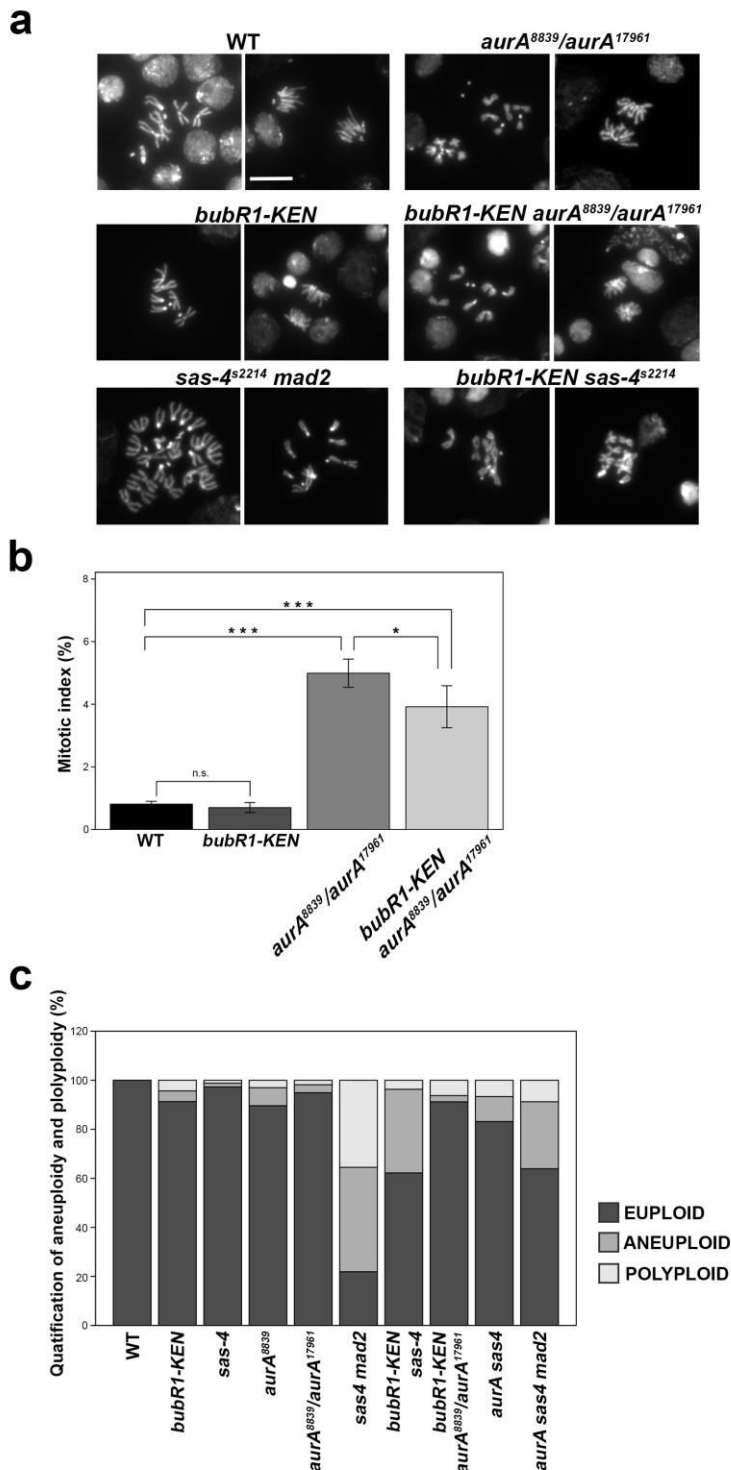 a
WT
aurA8839/aurA17961
bubR1-KEN
bubR1-KEN aurA8839/aurA17961
sas-4s2214 mad2
bubR1-KEN sas-4s2214
b
Mitotic index (%)
8
6
4
2
0
***
***
*
n.s.
WT
bubR1-KEN
aurA8839/aurA17961
bubR1-KEN
aurA8839/aurA17961
c
Quatification of aneuploidy and plolyploidy (%)
120
100
80
60
40
20
0
WT
bubR1-KEN
sas-4
aurA8839
aurA8839/aurA17961
sas4 mad2
bubR1-KEN
sas-4
bubR1-KEN
aurA8839/aurA17961
aurA sas4
aurA sas4 mad2
EUPLOID
ANEUPLOID
POLYPLOID